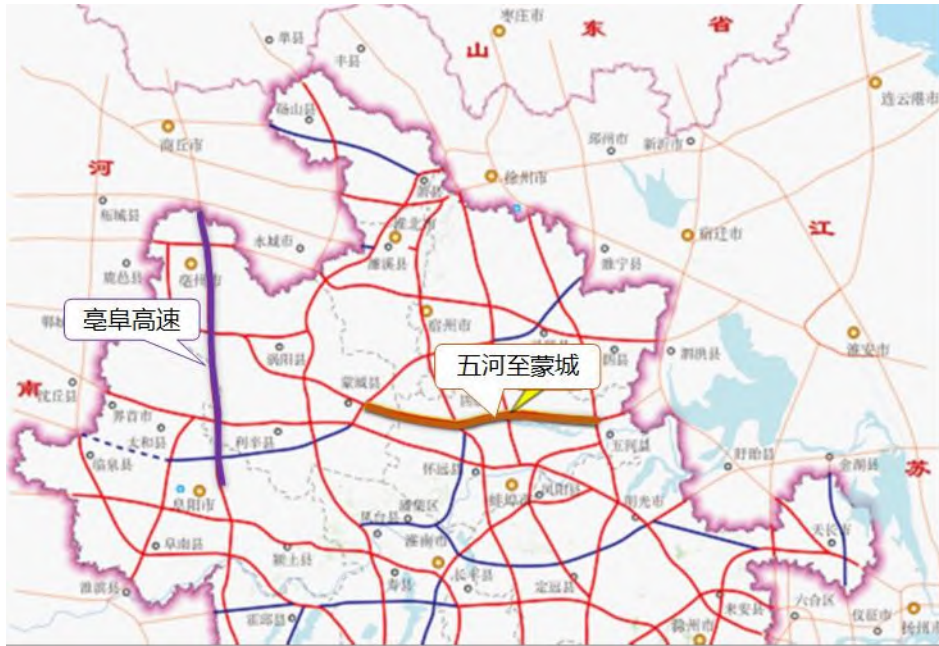 枣庄市
山 东 省
单县
丰县
连云港市
砀山县
商丘市
邳州市
新沂市
河
徐州市
萧县
柘城县
江
淮北市
宿迁市
永城市
濉溪县
睢宁县
鹿邑县
亳州市
亳阜高速
宿州市
淮安市
五河至蒙城
泗县
泗洪县
涡阳县
蒙城县
南
沈丘县
界首市
太和县
利辛县
五河县
盱眙县
金湖县
苏
临泉县
怀远县
阜阳市
蚌埠市
凤阳县
潘集区
凤台县
明光市
天长市
淮南市
阜南县
颍上县
寿县
长丰县
定远县
淮滨县
霍邱县
来安县
六合区
仪征市
扬州市
滁州市